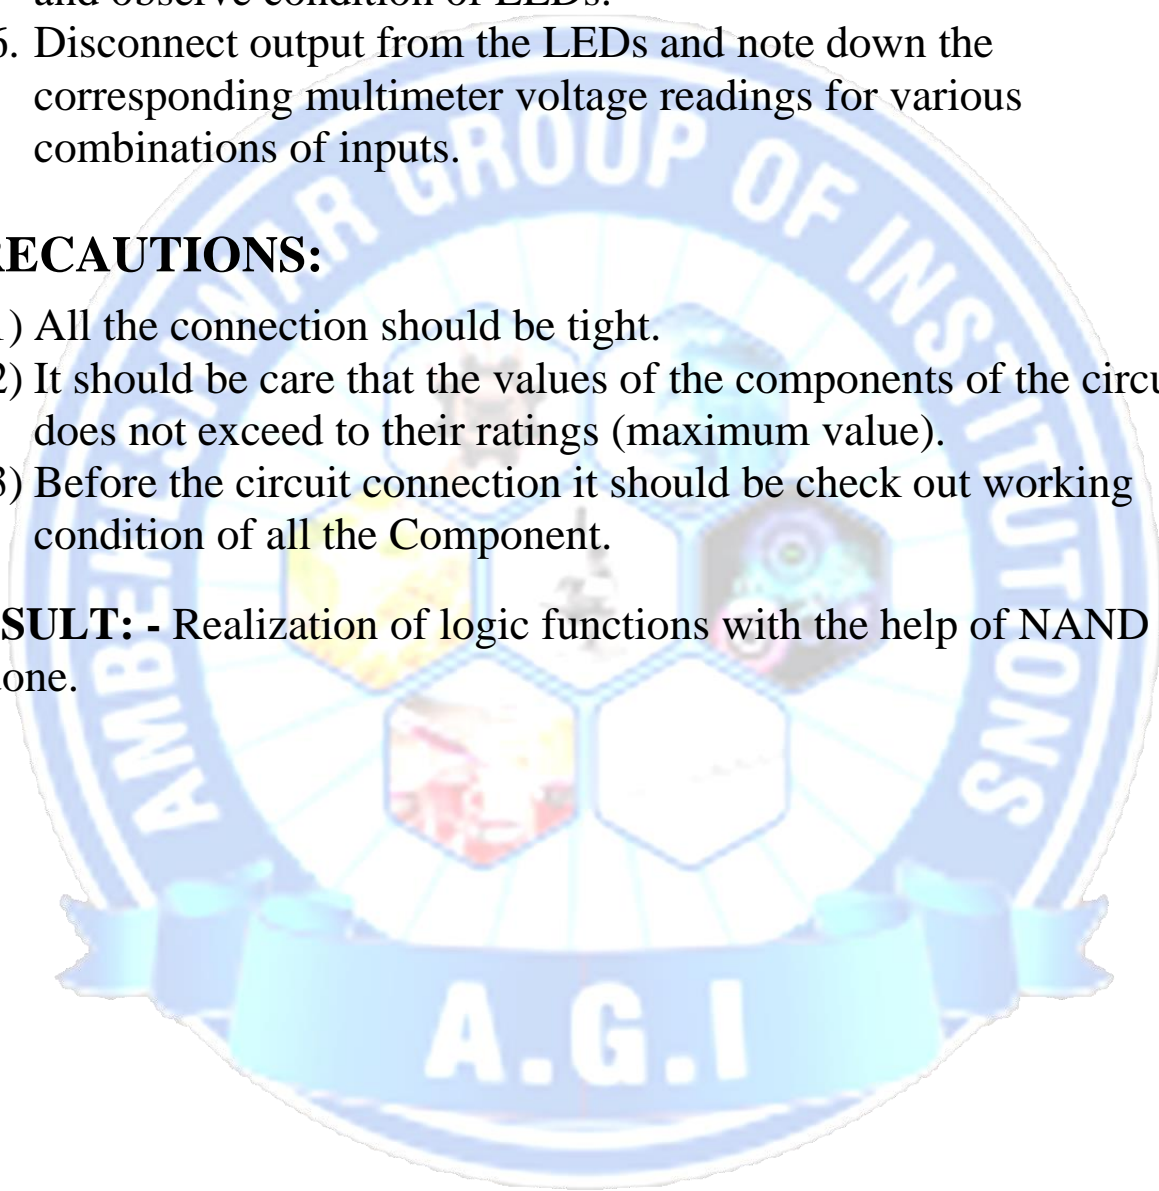 and observe condition of LEDs.
6. Disconnect output from the LEDs and note down the
corresponding multimeter voltage readings for various
combinations of inputs.
RECAUTIONS:
1) All the connection should be tight.
2) It should be care that the values of the components of the circu
does not exceed to their ratings (maximum value).
3) Before the circuit connection it should be check out working
condition of all the Component.
SULT: - Realization of logic functions with the help of NAND
done.
GROUP OF INSTITUTIONS
A.G.I